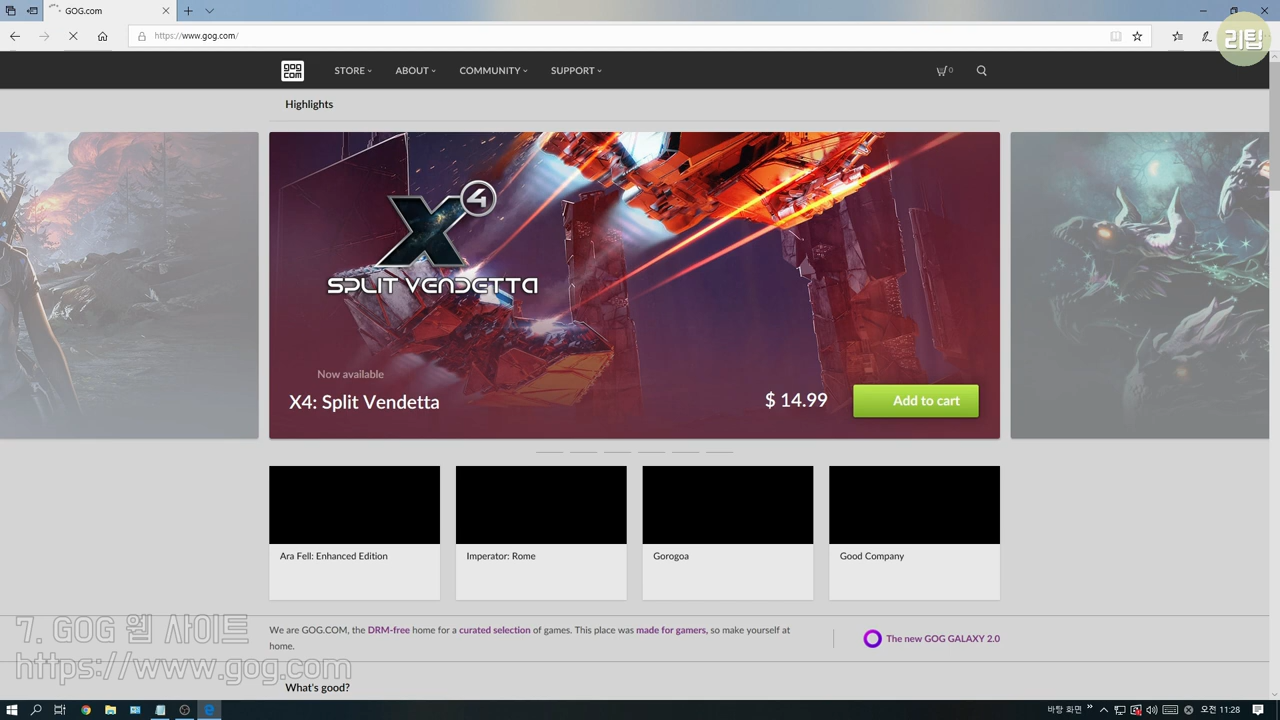 GOG.com
https://www.gog.com/
리팁
gog
com
STORE
ABOUT
COMMUNITY
SUPPORT
0
Highlights
X4
SPLIT VENDETTA
Now available
X4: Split Vendetta
$ 14.99
Add to cart
Ara Fell: Enhanced Edition
Imperator: Rome
Gorogoa
Good Company
We are GOG.COM, the DRM-free home for a curated selection of games. This place was made for gamers, so make yourself at
home.
The new GOG GALAXY 2.0
7. GOG 웹 사이트
https://www.gog.com
What's good?
바탕 화면
오전 11:28